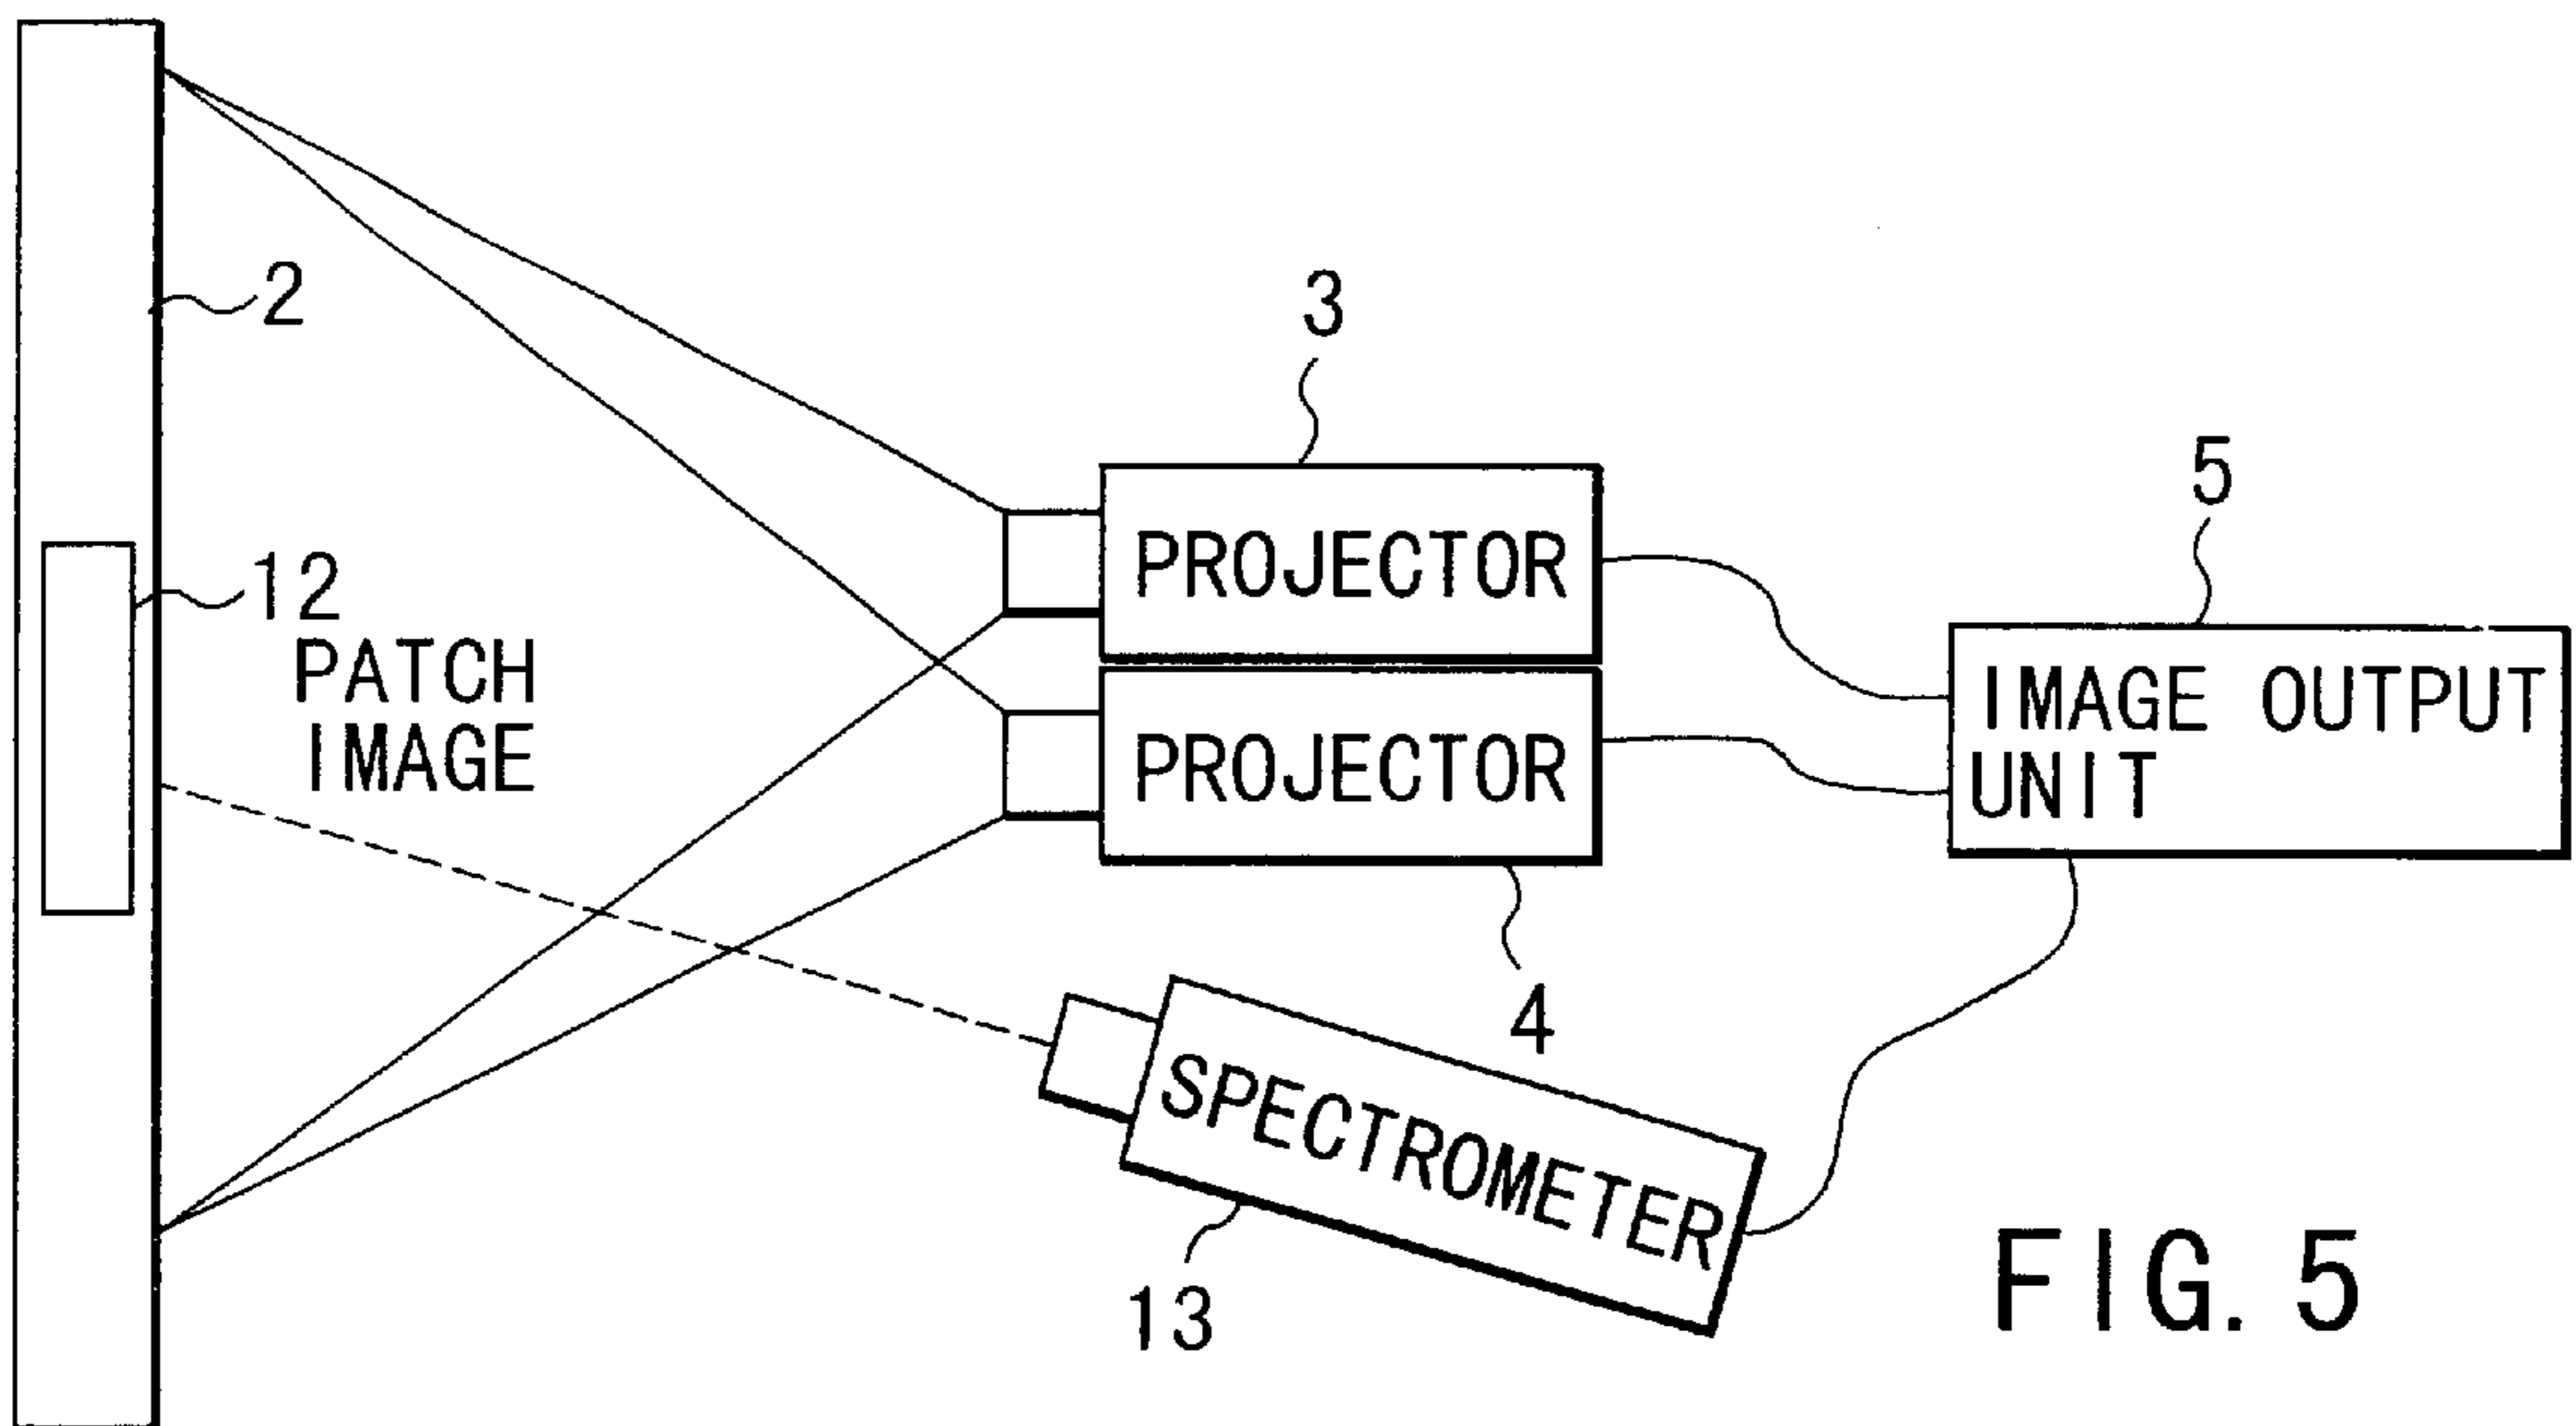 2
3
5
12
PATCH
IMAGE
PROJECTOR
PROJECTOR
IMAGE OUTPUT
UNIT
4
SPECTROMETER
13
FIG. 5